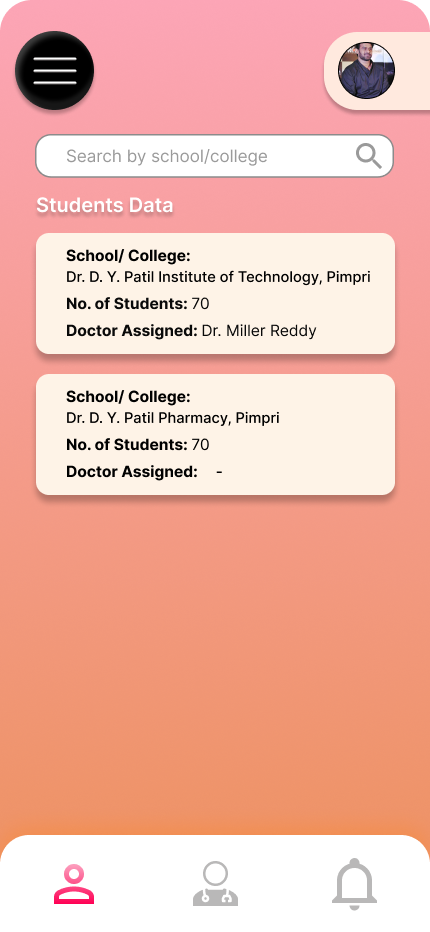 Search by school/college
Students Data
School/ College:
Dr. D. Y. Patil Institute of Technology, Pimpri
No. of Students: 70
Doctor Assigned: Dr. Miller Reddy
School/ College:
Dr. D. Y. Patil Pharmacy, Pimpri
No. of Students: 70
Doctor Assigned: -